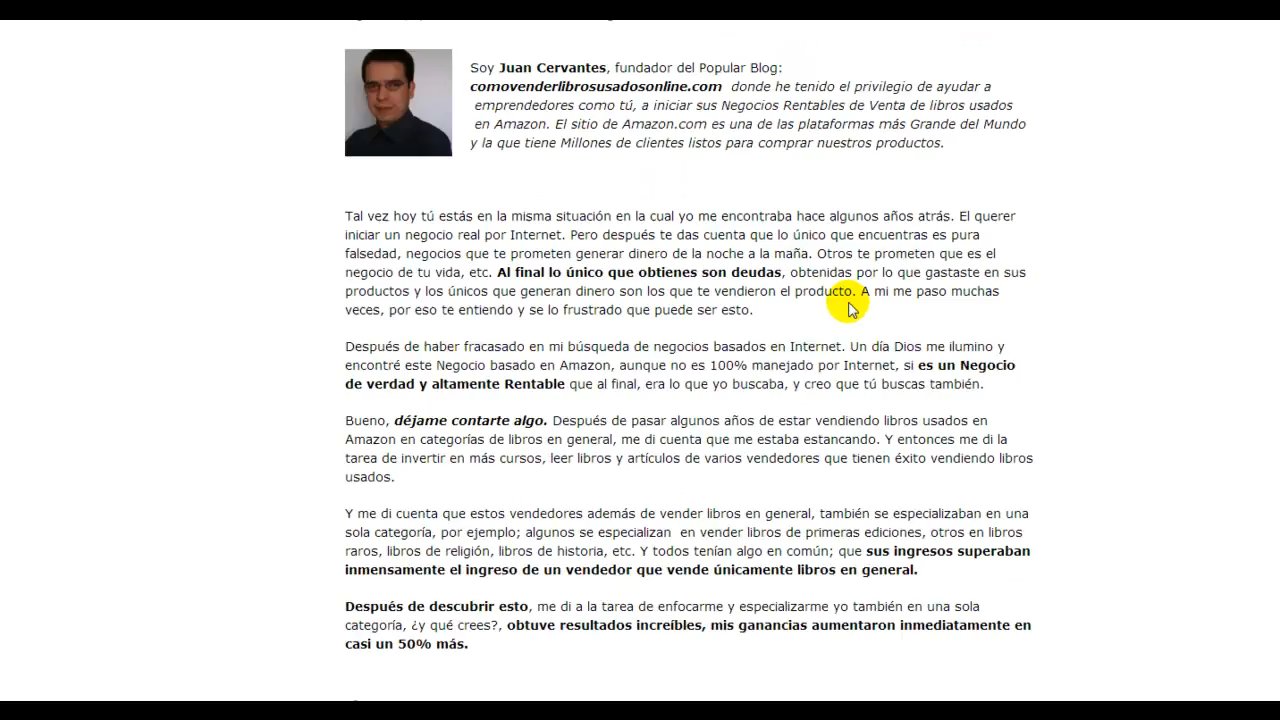 Soy Juan Cervantes, fundador del Popular Blog:
comovenderlibrosusadosonline.com donde he tenido el privilegio de ayudar a
emprendedores como tú, a iniciar sus Negocios Rentables de Venta de libros usados
en Amazon. El sitio de Amazon.com es una de las plataformas más Grande del Mundo
y la que tiene Millones de clientes listos para comprar nuestros productos.
Tal vez hoy tú estás en la misma situación en la cual yo me encontraba hace algunos años atrás. El querer
iniciar un negocio real por Internet. Pero después te das cuenta que lo único que encuentras es pura
falsedad, negocios que te prometen generar dinero de la noche a la maña. Otros te prometen que es el
negocio de tu vida, etc. Al final lo único que obtienes son deudas, obtenidas por lo que gastaste en sus
productos y los únicos que generan dinero son los que te vendieron el producto. A mi me paso muchas
veces, por eso te entiendo y se lo frustrado que puede ser esto.
Después de haber fracasado en mi búsqueda de negocios basados en Internet. Un día Dios me ilumino y
encontré este Negocio basado en Amazon, aunque no es 100% manejado por Internet, si es un Negocio
de verdad y altamente Rentable que al final, era lo que yo buscaba, y creo que tú buscas también.
Bueno, déjame contarte algo. Después de pasar algunos años de estar vendiendo libros usados en
Amazon en categorías de libros en general, me di cuenta que me estaba estancando. Y entonces me di la
tarea de invertir en más cursos, leer libros y artículos de varios vendedores que tienen éxito vendiendo libros
usados.
Y me di cuenta que estos vendedores además de vender libros en general, también se especializaban en una
sola categoría, por ejemplo; algunos se especializan en vender libros de primeras ediciones, otros en libros
raros, libros de religión, libros de historia, etc. Y todos tenían algo en común; que sus ingresos superaban
inmensamente el ingreso de un vendedor que vende únicamente libros en general.
Después de descubrir esto, me di a la tarea de enfocarme y especializarme yo también en una sola
categoría, ¿y qué crees?, obtuve resultados increíbles, mis ganancias aumentaron inmediatamente en
casi un 50% más.